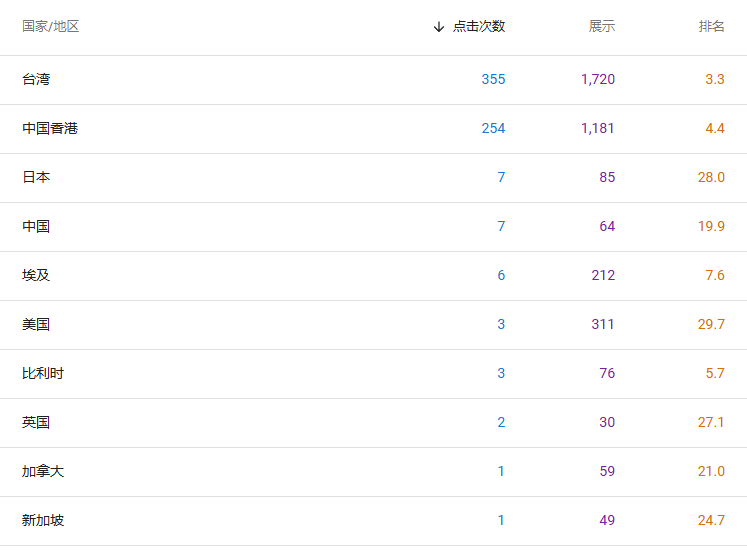 国家/地区 点击次数 展示 排名
台湾 355 1,720 3.3
中国香港 254 1,181 4.4
日本 7 85 28.0
中国 7 64 19.9
埃及 6 212 7.6
美国 3 311 29.7
比利时 3 76 5.7
英国 2 30 27.1
加拿大 1 59 21.0
新加坡 1 49 24.7